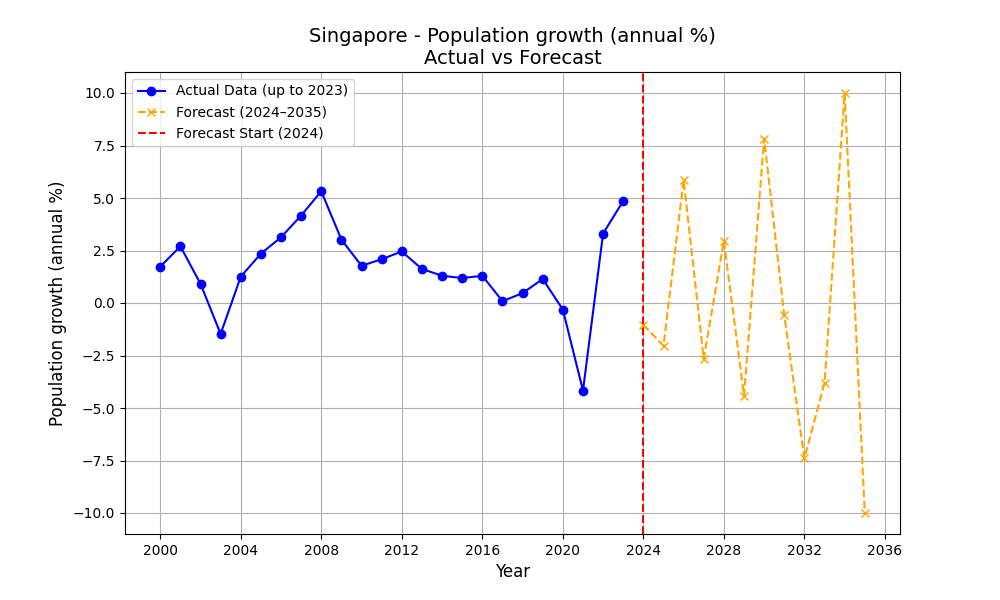 Singapore - Population growth (annual %)
Actual vs Forecast
Actual Data (up to 2023)
Forecast (2024–2035)
Forecast Start (2024)
Population growth (annual %)
10.0
7.5
5.0
2.5
0.0
−2.5
−5.0
−7.5
−10.0
2000 2004 2008 2012 2016 2020 2024 2028 2032 2036
Year